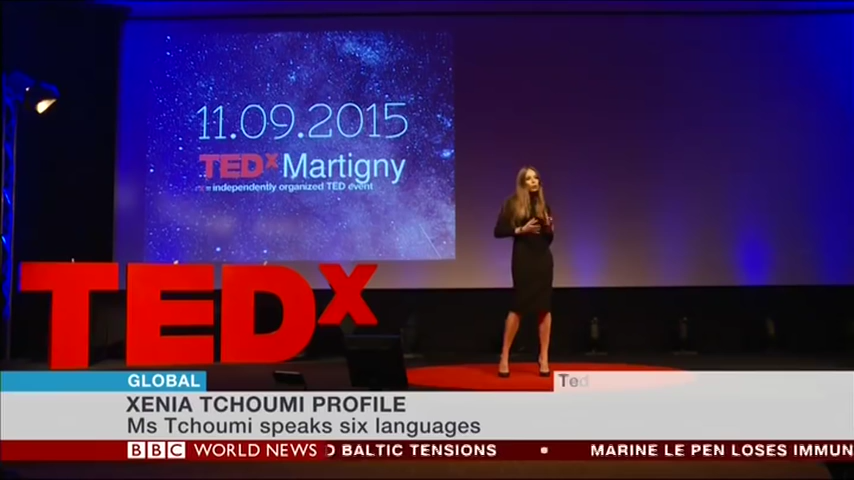 11.09.2015
TEDx Martigny
= independently organized TED event
TEDx
GLOBAL
Ted
XENIA TCHOUMI PROFILE
Ms Tchoumi speaks six languages
BBC WORLD NEWS D BALTIC TENSIONS • MARINE LE PEN LOSES IMMUN